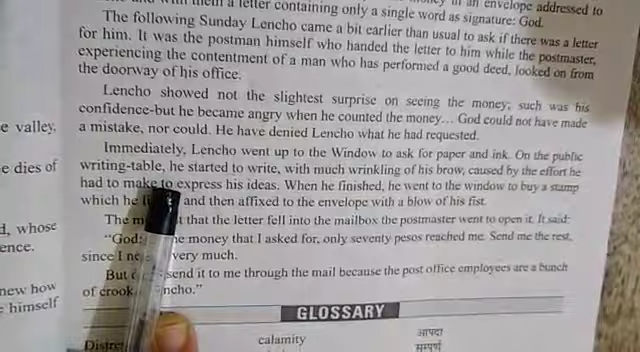 them a letter containing only a single word as signature: God.
in an envelope addressed to
The following Sunday Lencho came a bit earlier than usual to ask if there was a letter
for him. It was the postman himself who handed the letter to him while the postmaster,
experiencing the contentment of a man who has performed a good deed, looked on from
the doorway of his office.
Lencho showed not the slightest surprise on seeing the money, such was his
confidence-but he became angry when he counted the money... God could not have made
a mistake, nor could. He have denied Lencho what he had requested.
Immediately, Lencho went up to the Window to ask for paper and ink. On the public
writing-table, he started to write, with much wrinkling of his brow, caused by the effort he
had to make to express his ideas. When he finished, he went to the window to buy a stamp
which he and then affixed to the envelope with a blow of his fist.
The that the letter fell into the mailbox the postmaster went to open it. It said:
"God: money that I asked for, only seventy pesos reached me. Send me the rest,
since I very much.
But send it to me through the mail because the post office employees are a bunch
of ncho."
GLOSSARY
calamity आपदा
सम्पूर्ण
e valley.
e dies of
d, whose
ence.
new how
himself